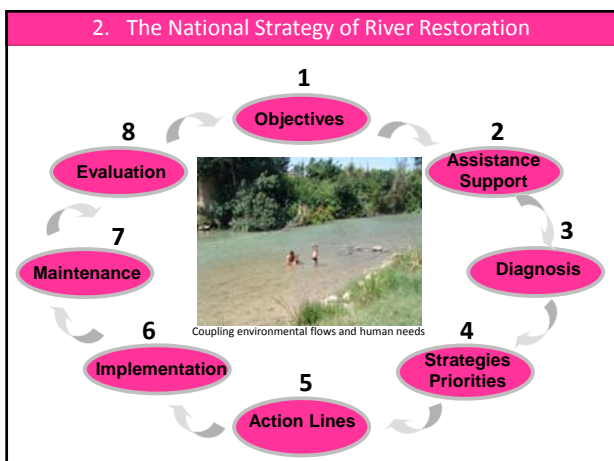 2. The National Strategy of River Restoration
1
Objectives
2
Assistance
Support
3
Diagnosis
4
Strategies
Priorities
5
Action Lines
6
Implementation
7
Maintenance
8
Evaluation
Coupling environmental flows and human needs